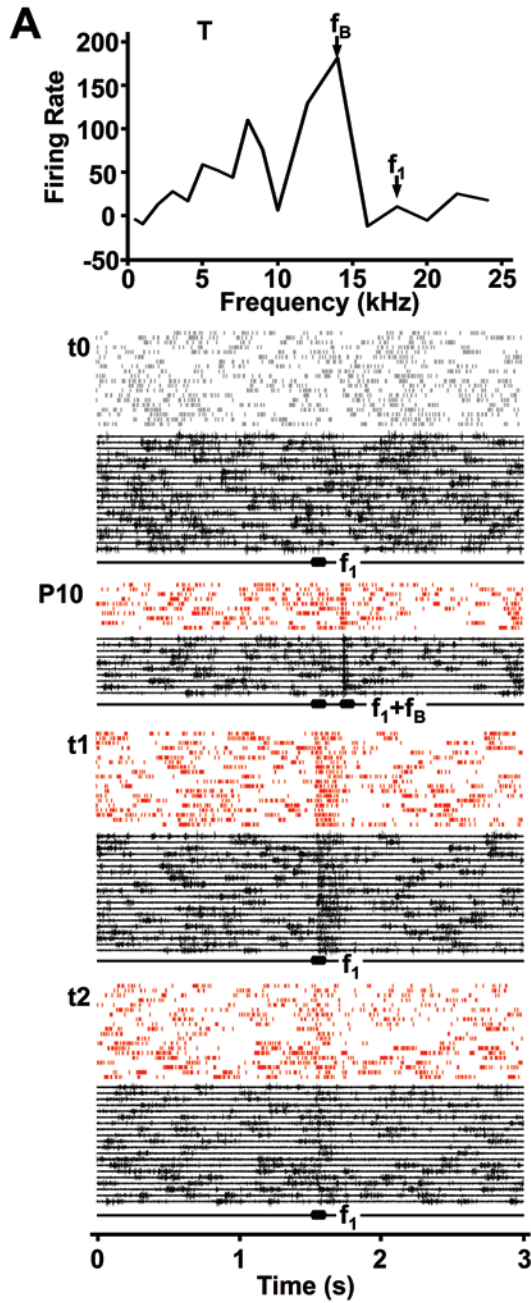 A
T
fB
f1
200
150
100
50
0
-50
Firing Rate
0 5 10 15 20 25
Frequency (kHz)
t0
f1
P10
f1+fB
t1
f1
t2
f1
0 1 2 3
Time (s)